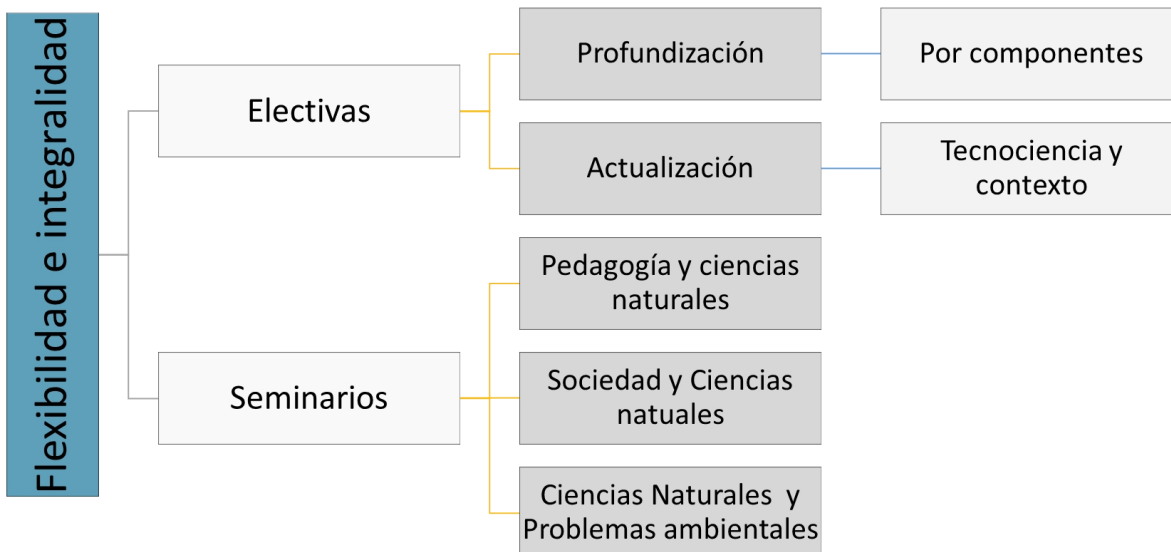 Flexibilidad e integralidad
Electivas
Profundización
Por componentes
Actualización
Tecnociencia y
contexto
Seminarios
Pedagogía y ciencias
naturales
Sociedad y Ciencias
natuales
Ciencias Naturales y
Problemas ambientales